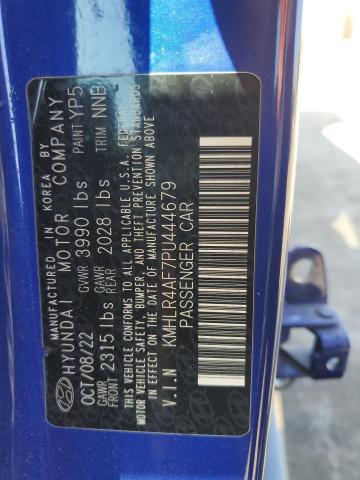 MANUFACTURED IN KOREA BY
HYUNDAI MOTOR COMPANY
OCT/08/22 GVWR 3990 lbs PAINT YP5
GAWR FRONT 2315 lbs GAWR REAR 2028 lbs TRIM NNB
THIS VEHICLE CONFORMS TO ALL APPLICABLE U.S.A. FEDERAL
MOTOR VEHICLE SAFETY, BUMPER, AND THEFT PREVENTION STANDARDS
IN EFFECT ON THE DATE OF MANUFACTURE SHOWN ABOVE
V.I.N KMHLR4AF7PU444679
PASSENGER CAR